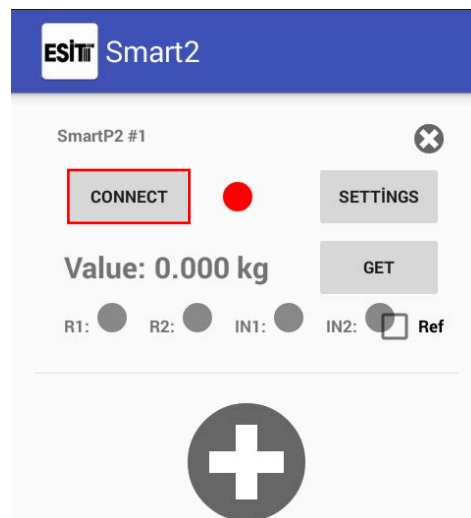 ESİT Smart2
SmartP2 #1
CONNECT SETTİNGS
Value: 0.000 kg GET
R1: R2: IN1: IN2: Ref